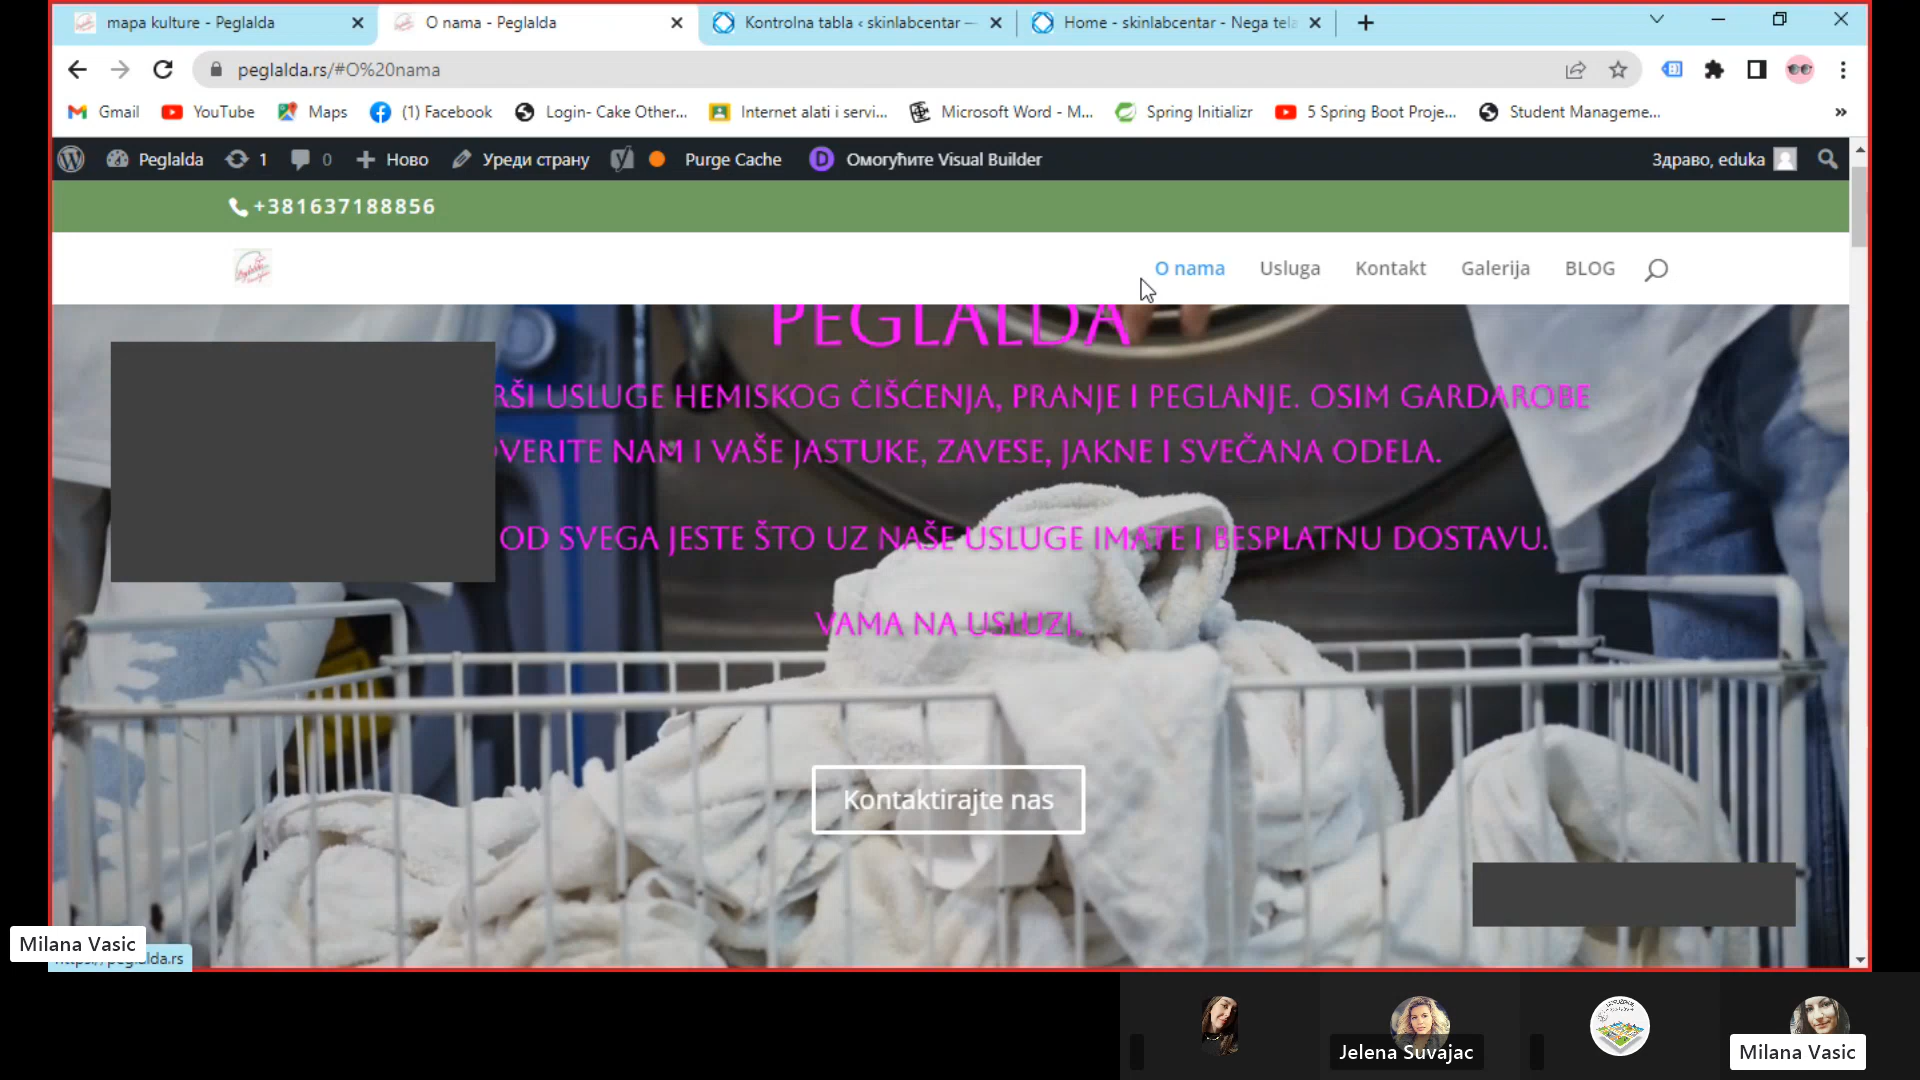 mapa kulture - Peglalda
O nama - Peglalda
Kontrolna tabla ‹ skinlabcentar —
Home - skinlabcentar - Nega tela
peglalda.rs/#O%20nama
Gmail
YouTube
Maps
(1) Facebook
Login- Cake Other...
Internet alati i servi...
Microsoft Word - M...
Spring Initializr
5 Spring Boot Proje...
Student Manageme...
»
Peglalda
1
0
Ново
Уреди страну
Purge Cache
D
Омогућите Visual Builder
Здраво, eduka
+381637188856
O nama
Usluga
Kontakt
Galerija
BLOG
PEGLALDA
RŠI USLUGE HEMISKOG ČIŠĆENJA, PRANJE I PEGLANJE. OSIM GARDAROBE
VERITE NAM I VAŠE JASTUKE, ZAVESE, JAKNE I SVEČANA ODELA.
OD SVEGA JESTE ŠTO UZ NAŠE USLUGE IMATE I BESPLATNU DOSTAVU.
VAMA NA USLUZI.
Kontaktirajte nas
Milana Vasic
https://peglalda.rs
Jelena Suvajac
Milana Vasic